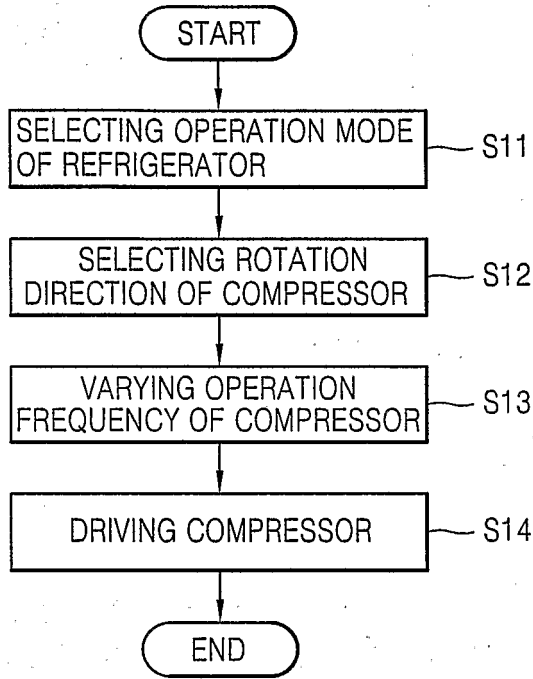 START
SELECTING OPERATION MODE
OF REFRIGERATOR
S11
SELECTING ROTATION
DIRECTION OF COMPRESSOR
S12
VARYING OPERATION
FREQUENCY OF COMPRESSOR
S13
DRIVING COMPRESSOR
S14
END